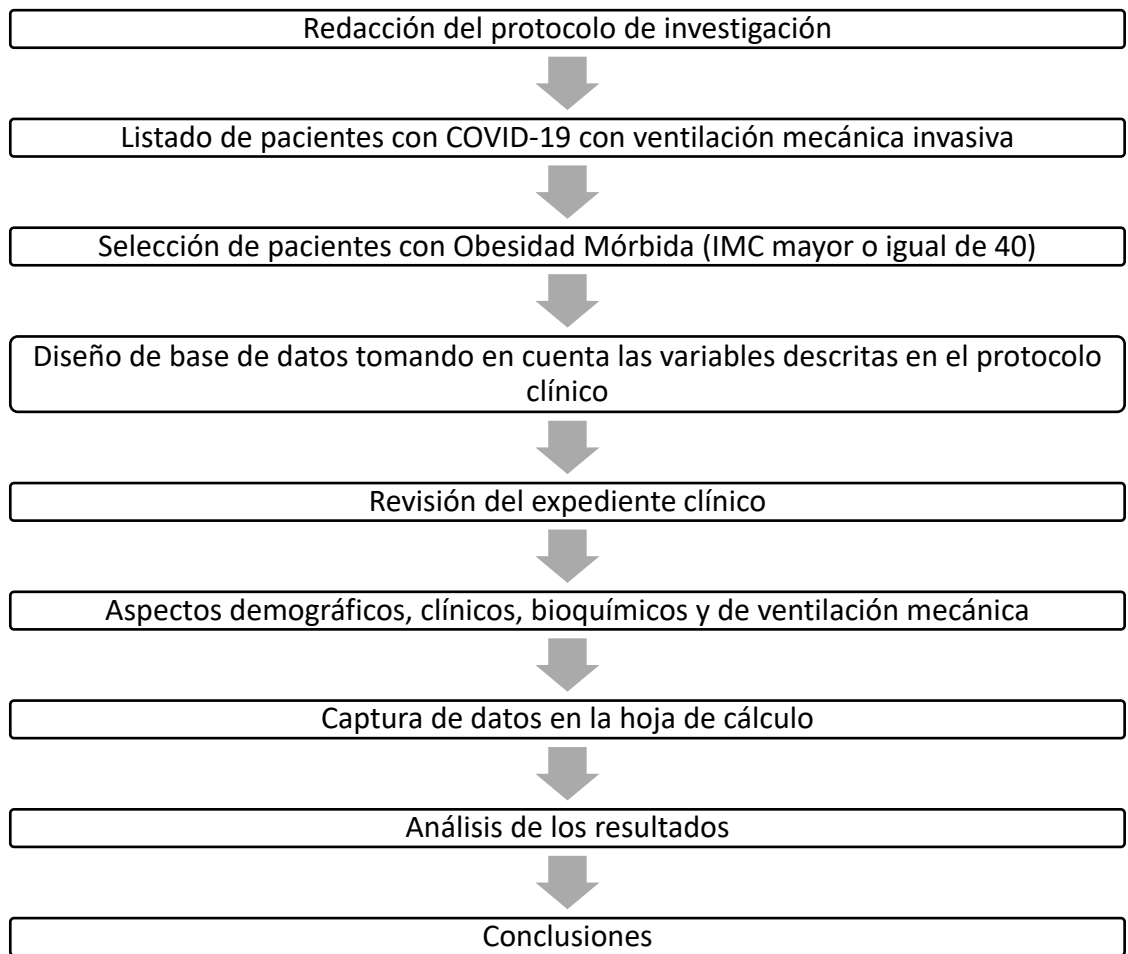 Redacción del protocolo de investigación
Listado de pacientes con COVID-19 con ventilación mecánica invasiva
Selección de pacientes con Obesidad Mórbida (IMC mayor o igual de 40)
Diseño de base de datos tomando en cuenta las variables descritas en el protocolo
clínico
Revisión del expediente clínico
Aspectos demográficos, clínicos, bioquímicos y de ventilación mecánica
Captura de datos en la hoja de cálculo
Análisis de los resultados
Conclusiones